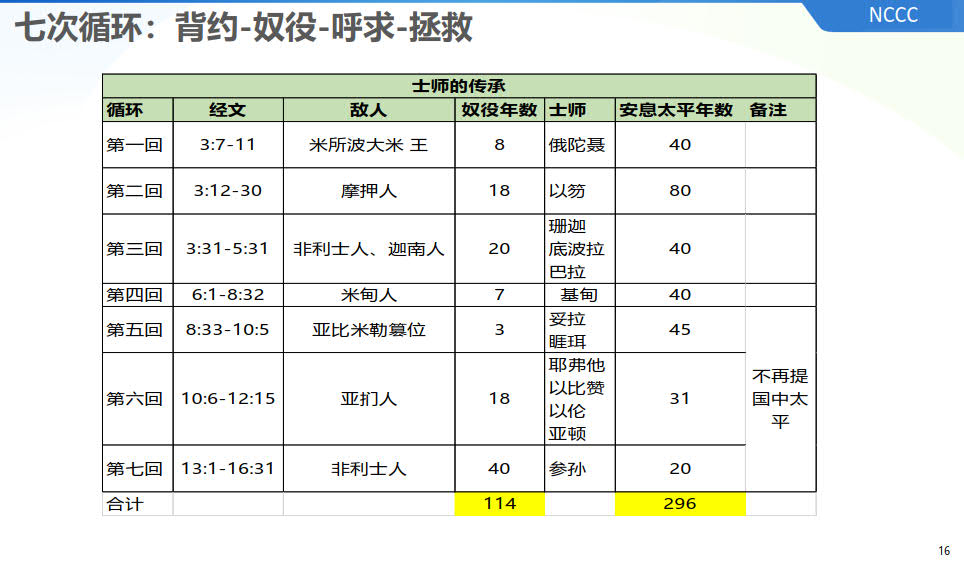 七次循环：背约-奴役-呼求-拯救
NCCC
士师的传承
循环 经文 敌人 奴役年数 士师 安息太平年数 备注
第一回 3:7-11 米所波大米 王 8 俄陀聂 40
第二回 3:12-30 摩押人 18 以笏 80
第三回 3:31-5:31 非利士人、迦南人 20 珊迦 底波拉 巴拉 40
第四回 6:1-8:32 米甸人 7 基甸 40
第五回 8:33-10:5 亚比米勒篡位 3 妥拉 睚珥 45
第六回 10:6-12:15 亚扪人 18 耶弗他 以比赞 以伦 亚顿 31
不再提
国中太
平
第七回 13:1-16:31 非利士人 40 参孙 20
合计 114 296
16